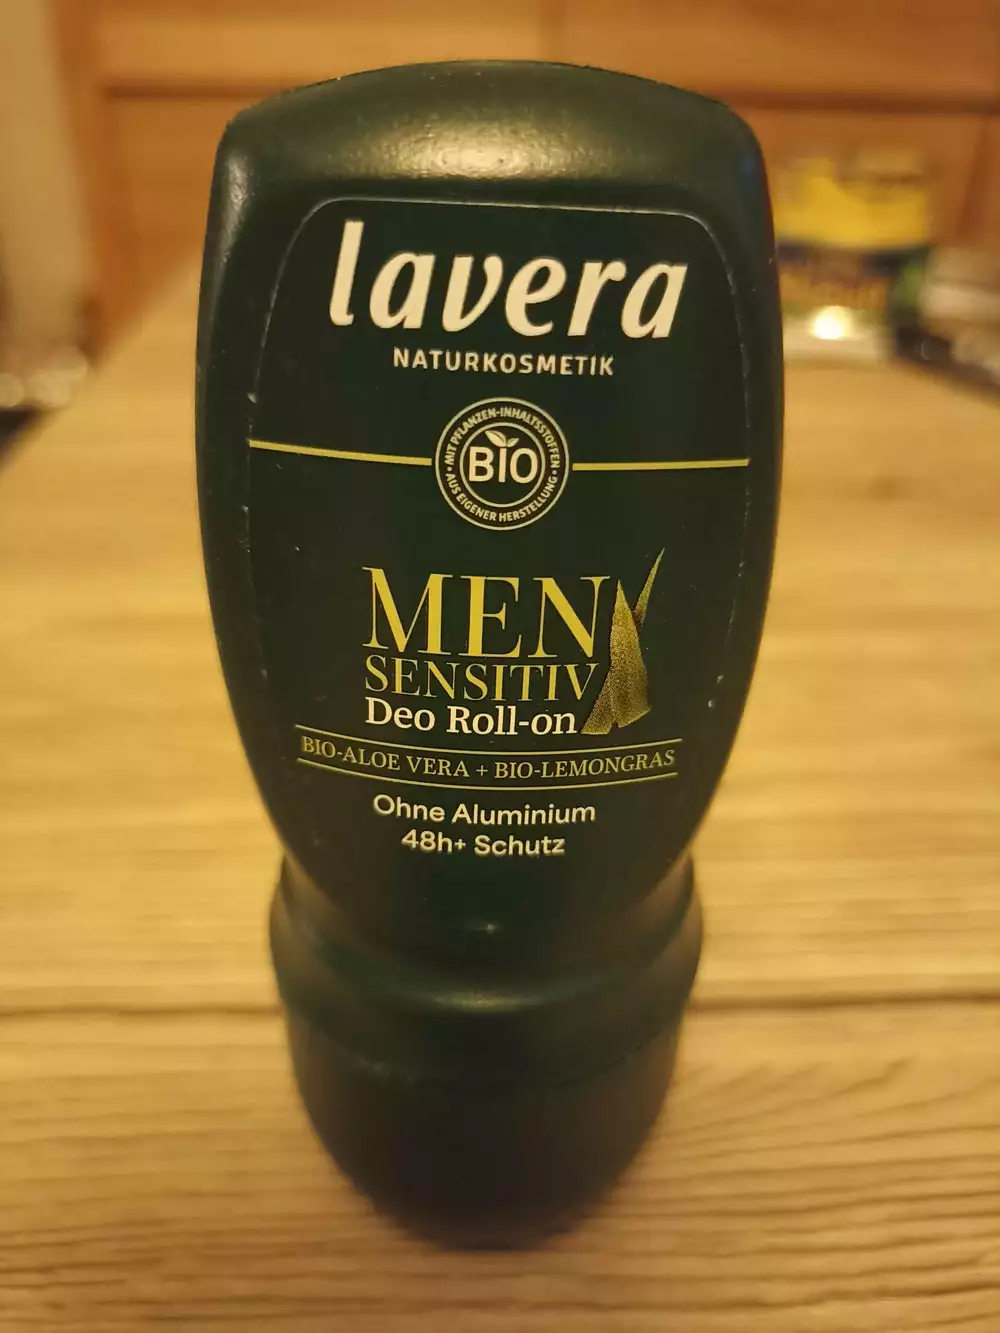 lavera
NATURKOSMETIK
MIT PFLANZEN-INHALTSSTOFFEN
BIO
AUS EIGENER HERSTELLUNG
MEN
SENSITIV
Deo Roll-on
BIO-ALOE VERA + BIO-LEMONGRAS
Ohne Aluminium
48h+ Schutz